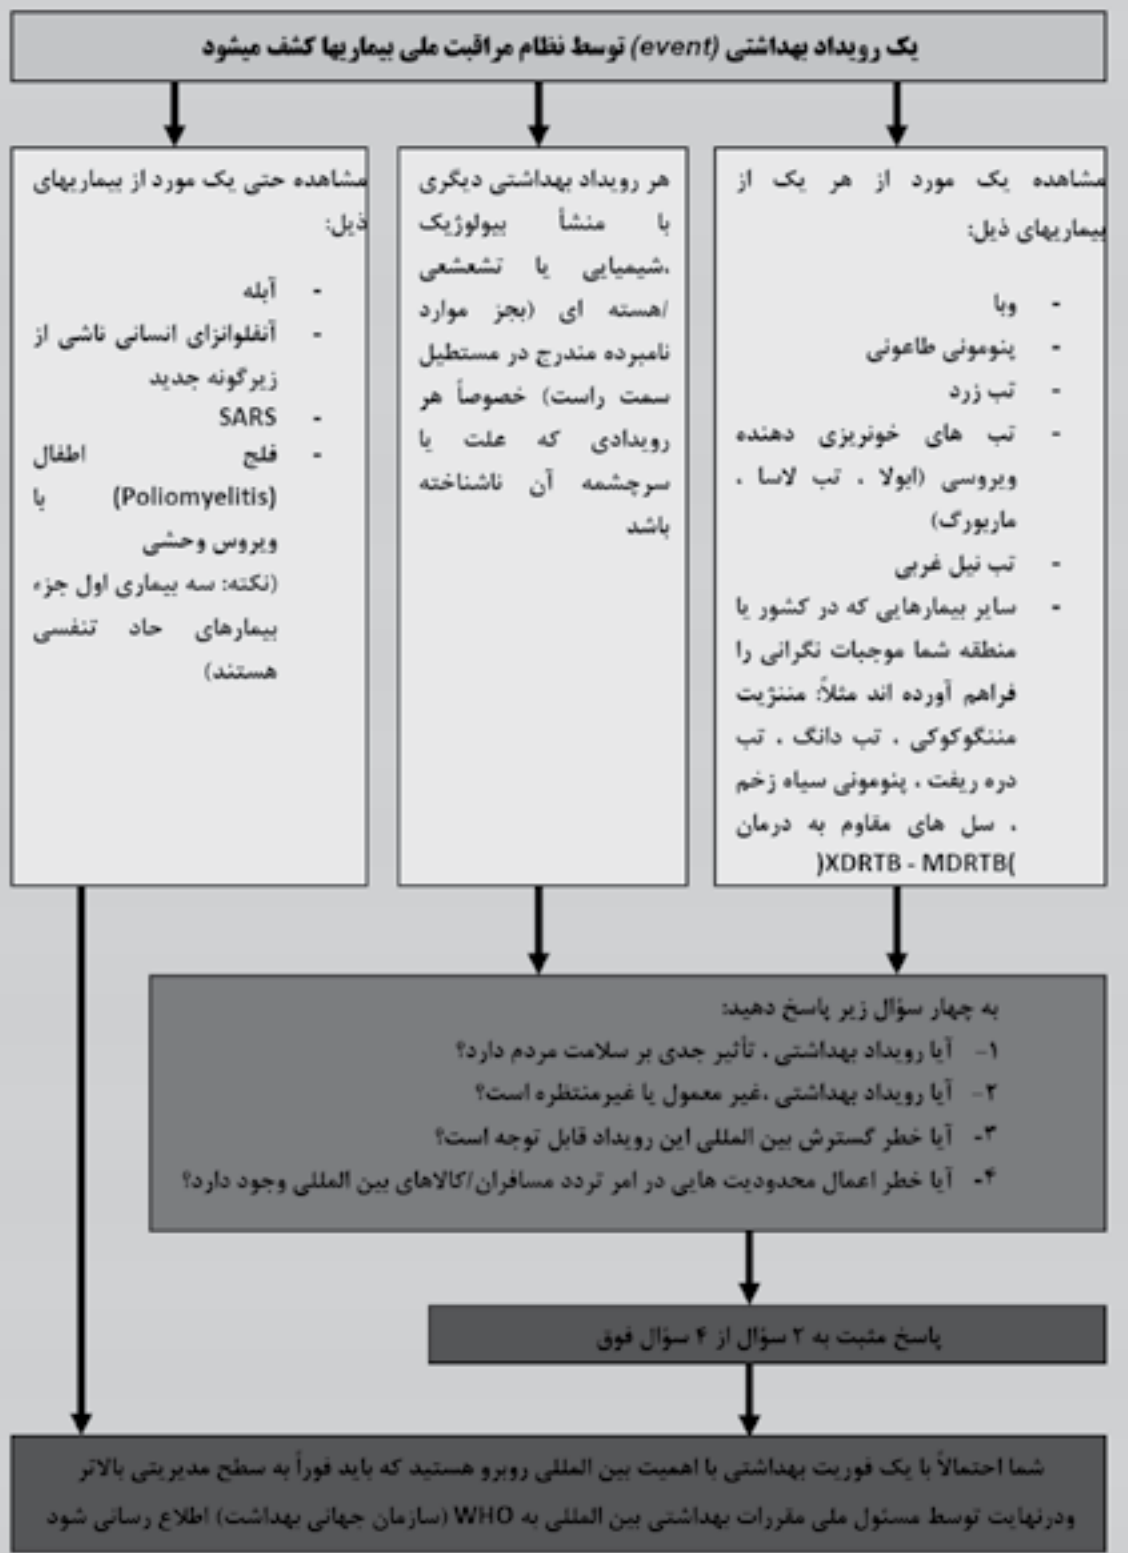 یک رویداد بهداشتی (event) توسط نظام مراقبت ملی بیماریها کشف میشود
مشاهده یک مورد از هر یک از
بیماریهای ذیل:
- وبا
- پنومونی طاعونی
- تب زرد
- تب های خونریزی دهنده
ویروسی (ابولا ، تب لاسا ،
ماربورگ)
- تب نیل غربی
- سایر بیمارهایی که در کشور یا
منطقه شما موجبات نگرانی را
فراهم آورده اند مثلاً: مننژیت
مننگوکوکی ، تب دانگ ، تب
دره ریفت ، پنومونی سیاه زخم
، سل های مقاوم به درمان
)XDRTB - MDRTB(
هر رویداد بهداشتی دیگری
با منشأ بیولوژیک
،شیمیایی یا تشعشعی
/هسته ای (بجز موارد
نامبرده مندرج در مستطیل
سمت راست) خصوصاً هر
رویدادی که علت یا
سرچشمه آن ناشناخته
باشد
مشاهده حتی یک مورد از بیماریهای
ذیل:
- آبله
- آنفلوانزای انسانی ناشی از
زیرگونه جدید
- SARS
- فلج اطفال
(Poliomyelitis) با
ویروس وحشی
(نکته: سه بیماری اول جزء
بیمارهای حاد تنفسی
هستند)
به چهار سؤال زیر پاسخ دهید:
۱- آیا رویداد بهداشتی ، تأثیر جدی بر سلامت مردم دارد؟
۲- آیا رویداد بهداشتی ،غیر معمول یا غیرمنتظره است؟
۳- آیا خطر گسترش بین المللی این رویداد قابل توجه است؟
۴- آیا خطر اعمال محدودیت هایی در امر تردد مسافران/کالاهای بین المللی وجود دارد؟
پاسخ مثبت به ۲ سؤال از ۴ سؤال فوق
شما احتمالاً با یک فوریت بهداشتی با اهمیت بین المللی روبرو هستید که باید فوراً به سطح مدیریتی بالاتر
ودرنهایت توسط مسئول ملی مقررات بهداشتی بین المللی به WHO (سازمان جهانی بهداشت) اطلاع رسانی شود